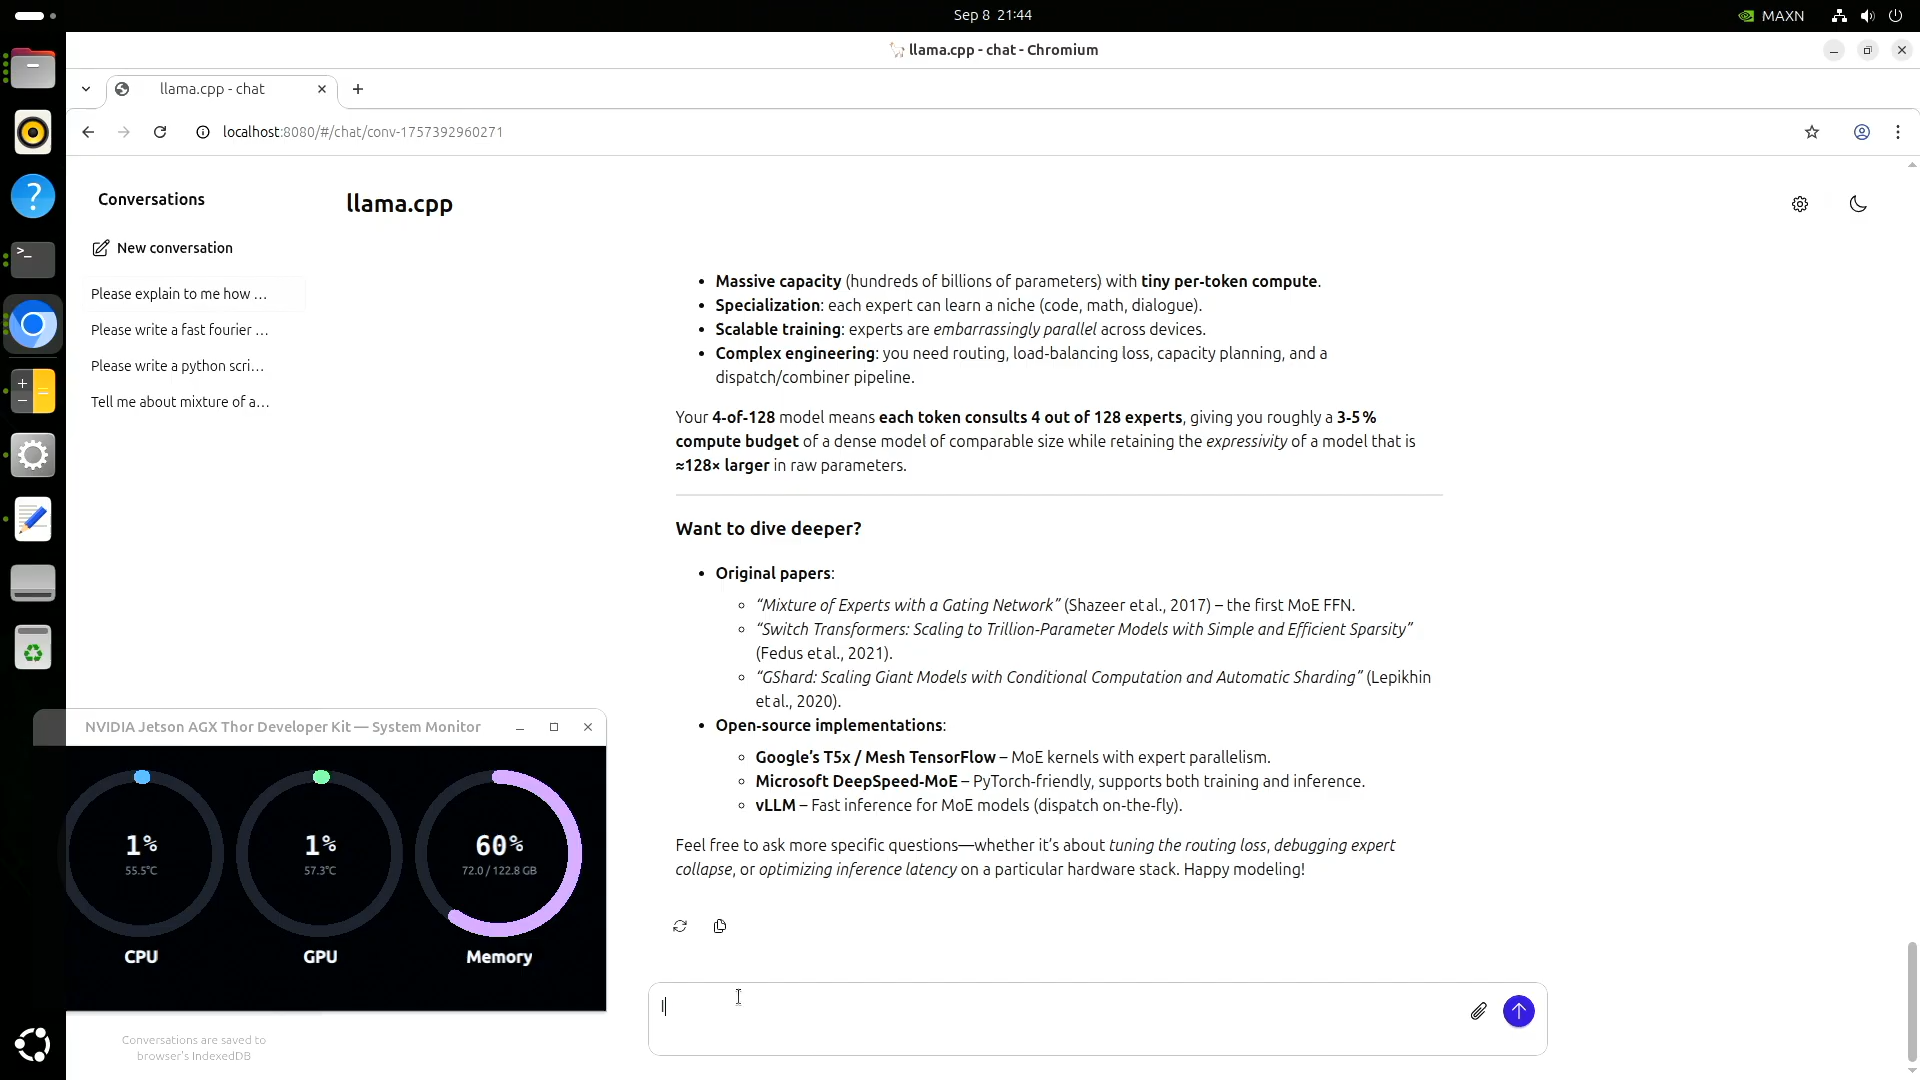 Sep 8 21:44
MAXN
llama.cpp - chat - Chromium
llama.cpp - chat
localhost:8080/#/chat/conv-1757392960271
Conversations
New conversation
Please explain to me how …
Please write a fast fourier …
Please write a python scri…
Tell me about mixture of a…
llama.cpp
Massive capacity (hundreds of billions of parameters) with tiny per-token compute.
Specialization: each expert can learn a niche (code, math, dialogue).
Scalable training: experts are embarrassingly parallel across devices.
Complex engineering: you need routing, load-balancing loss, capacity planning, and a
dispatch/combiner pipeline.
Your 4-of-128 model means each token consults 4 out of 128 experts, giving you roughly a 3-5 %
compute budget of a dense model of comparable size while retaining the expressivity of a model that is
≈128× larger in raw parameters.
Want to dive deeper?
Original papers:
“Mixture of Experts with a Gating Network” (Shazeer et al., 2017) – the first MoE FFN.
“Switch Transformers: Scaling to Trillion-Parameter Models with Simple and Efficient Sparsity”
(Fedus et al., 2021).
“GShard: Scaling Giant Models with Conditional Computation and Automatic Sharding” (Lepikhin
et al., 2020).
Open-source implementations:
Google’s T5x / Mesh TensorFlow – MoE kernels with expert parallelism.
Microsoft DeepSpeed-MoE – PyTorch-friendly, supports both training and inference.
vLLM – Fast inference for MoE models (dispatch on-the-fly).
Feel free to ask more specific questions—whether it’s about tuning the routing loss, debugging expert
collapse, or optimizing inference latency on a particular hardware stack. Happy modeling!
NVIDIA Jetson AGX Thor Developer Kit — System Monitor
1%
55.5°C
CPU
1%
57.3°C
GPU
60%
72.0 / 122.8 GB
Memory
Conversations are saved to
browser's IndexedDB